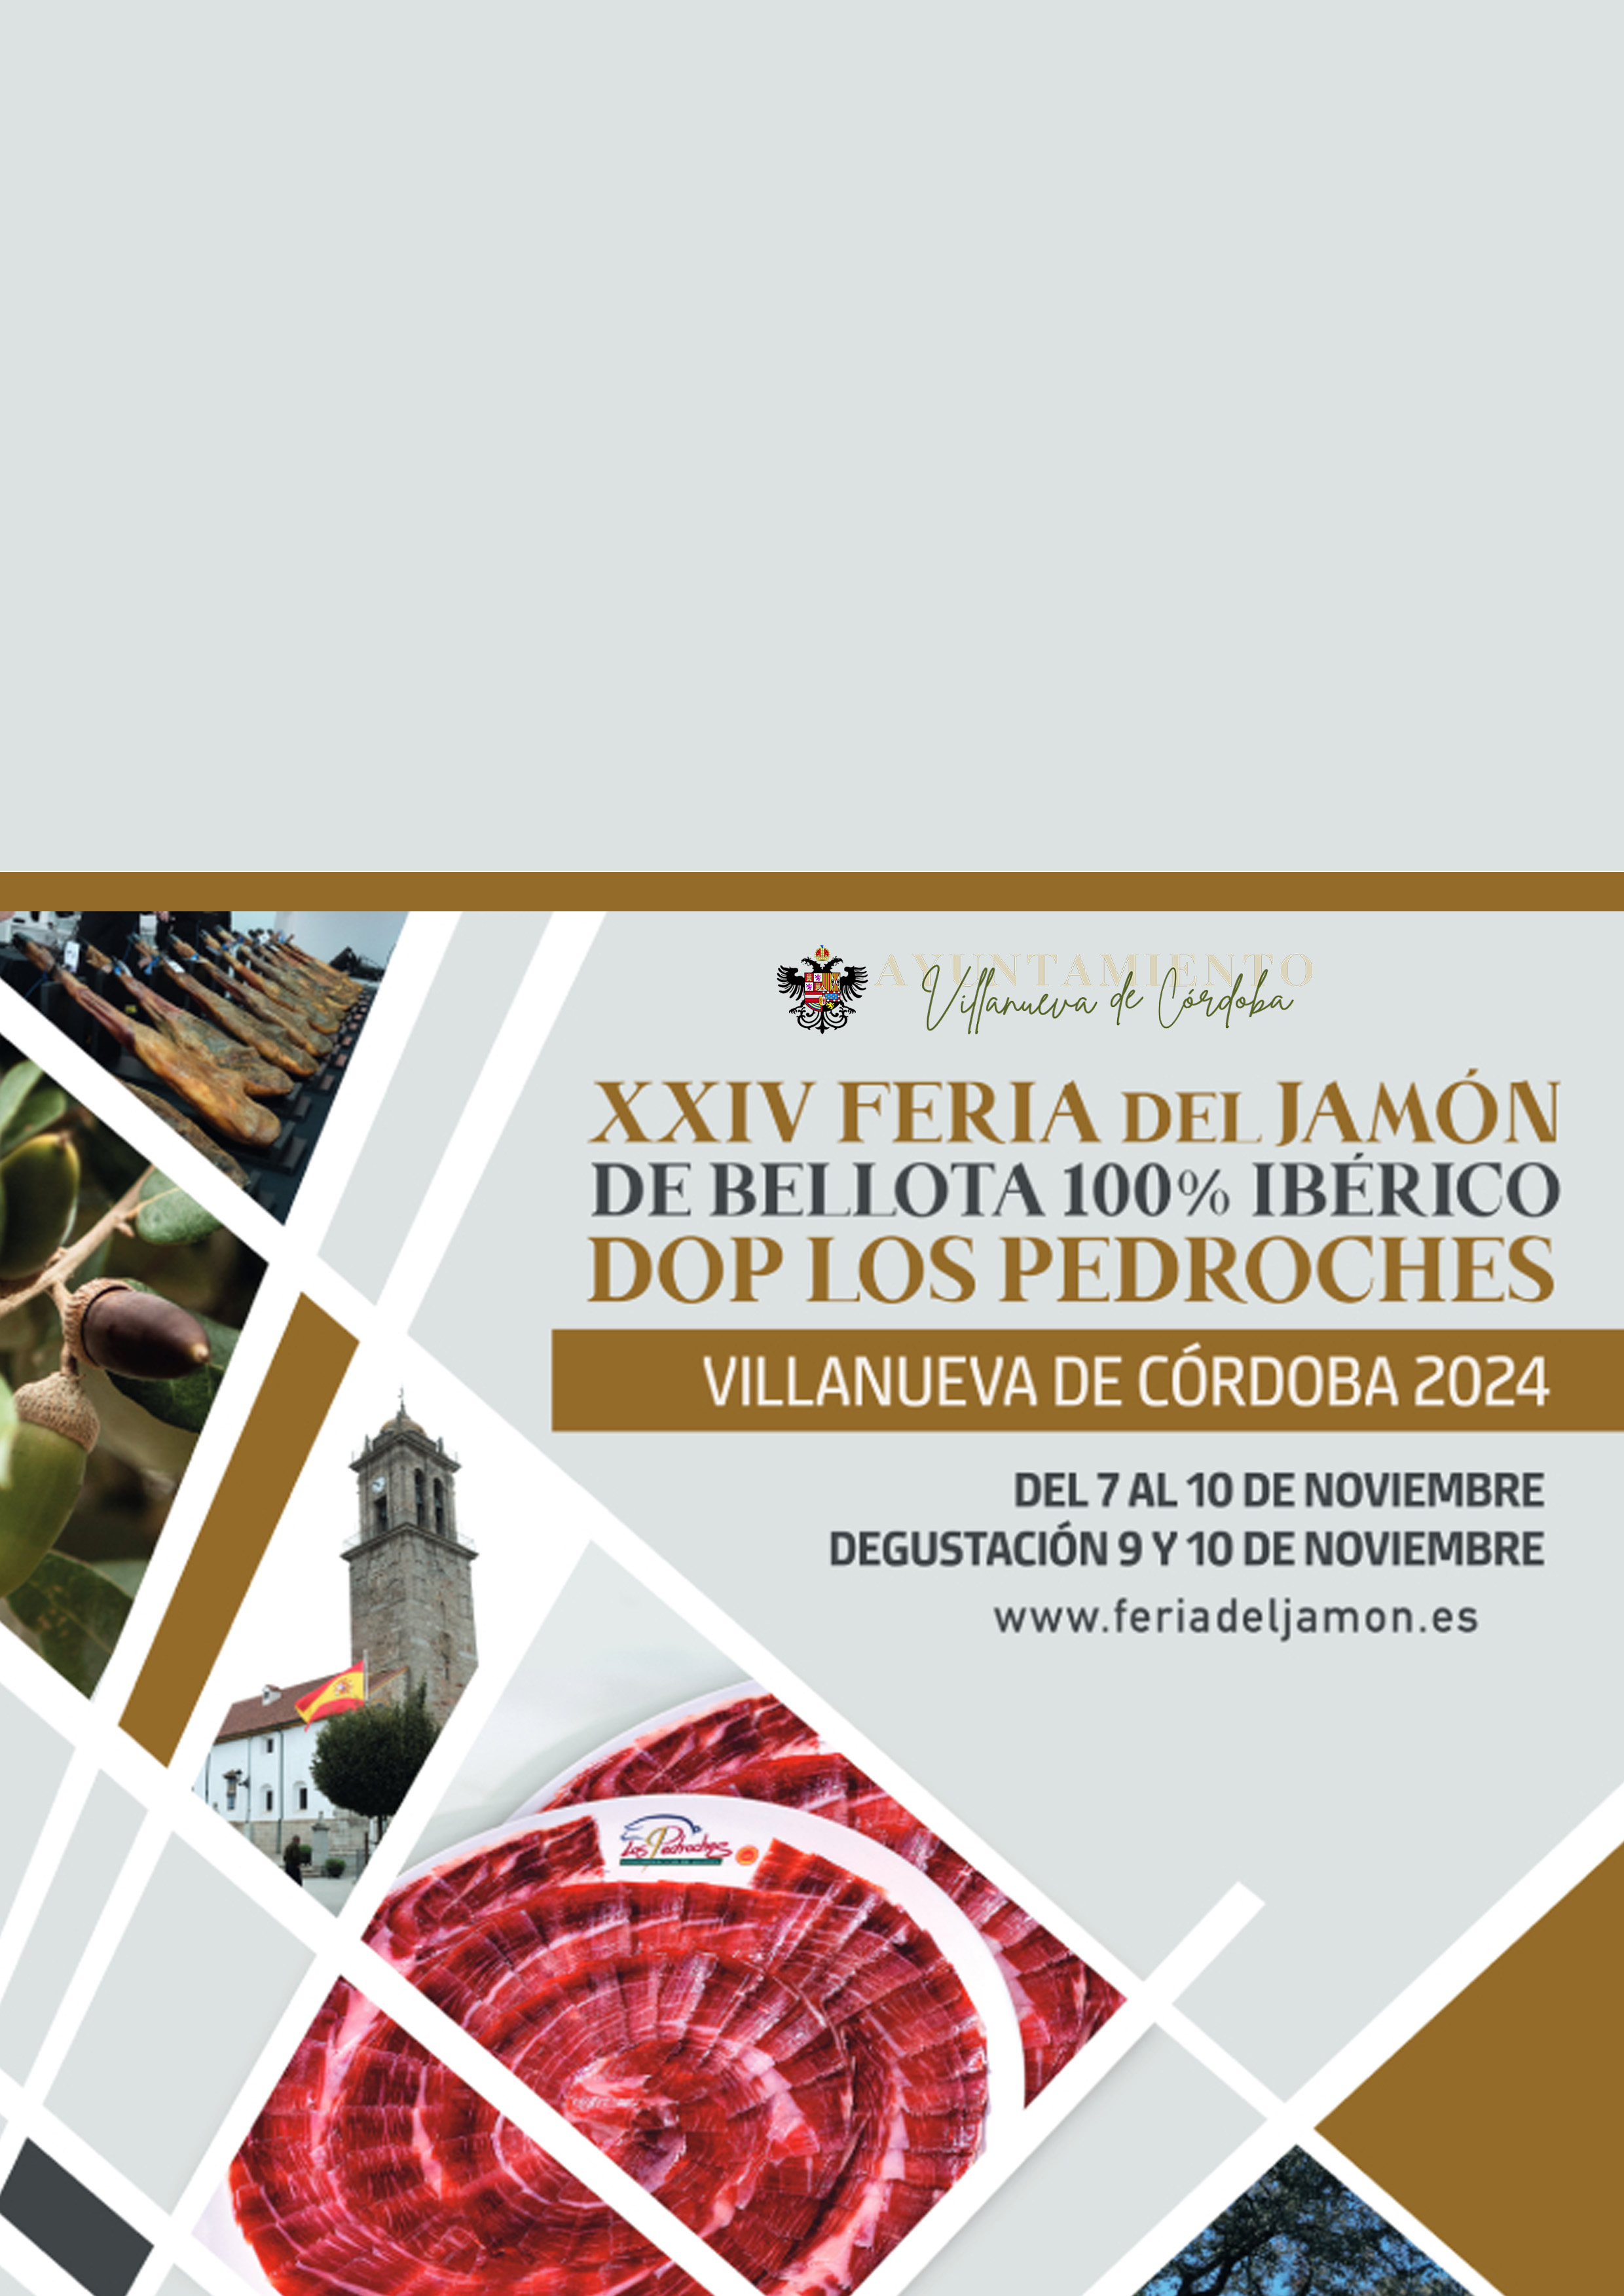 AYUNTAMIENTO
Villanueva de Córdoba
XXIV FERIA DEL JAMÓN
DE BELLOTA 100% IBÉRICO
DOP LOS PEDROCHES
VILLANUEVA DE CÓRDOBA 2024
DEL 7 AL 10 DE NOVIEMBRE
DEGUSTACIÓN 9 Y 10 DE NOVIEMBRE
www.feriadeljamon.es
Los Pedroches